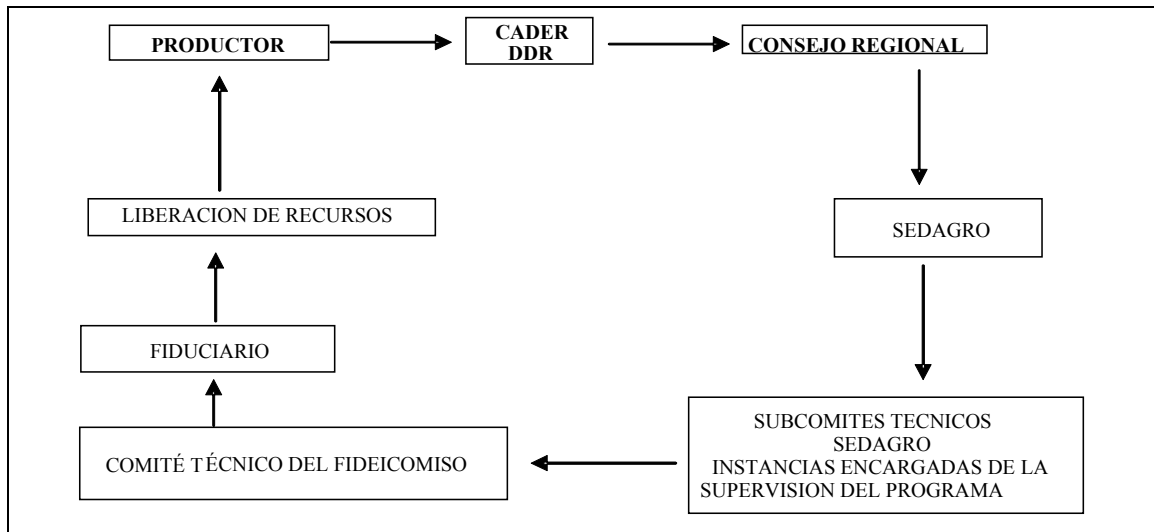 PRODUCTOR
CADER
DDR
CONSEJO REGIONAL
LIBERACION DE RECURSOS
SEDAGRO
FIDUCIARIO
SUBCOMITES TECNICOS
SEDAGRO
INSTANCIAS ENCARGADAS DE LA
SUPERVISION DEL PROGRAMA
COMITÉ TÉCNICO DEL FIDEICOMISO